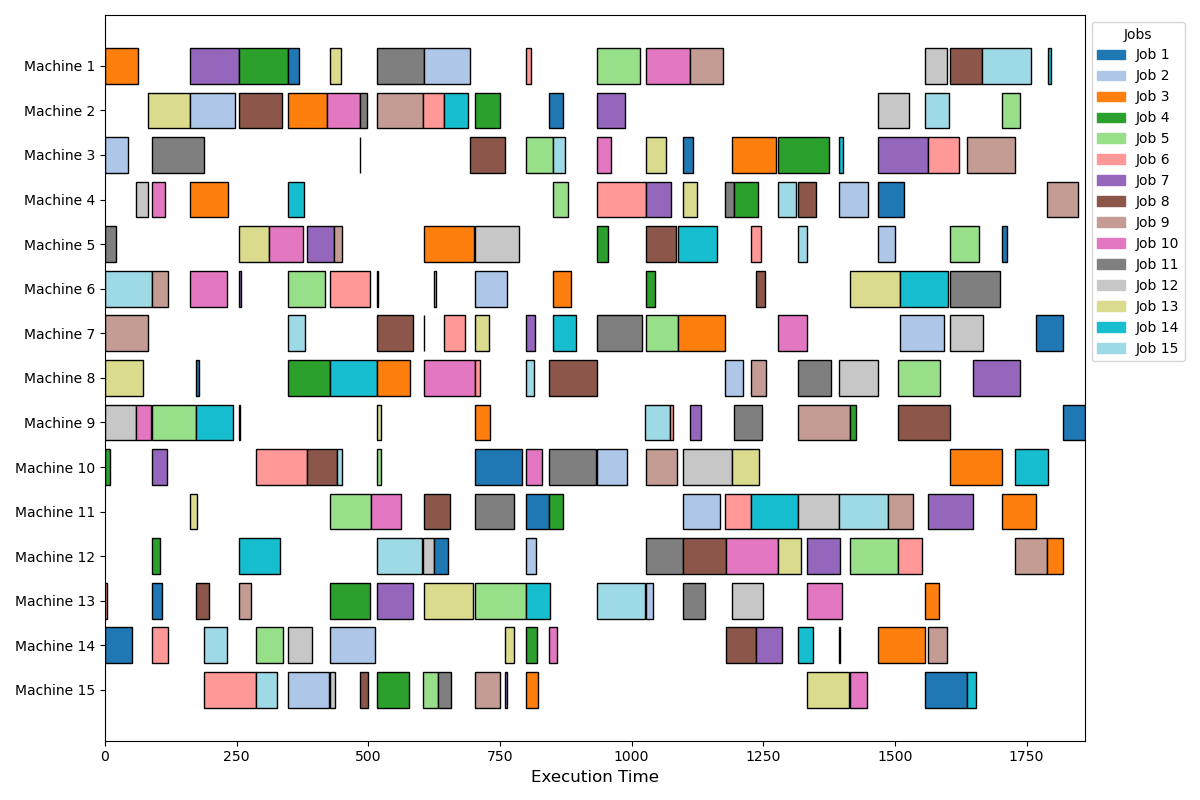 Machine 1
Machine 2
Machine 3
Machine 4
Machine 5
Machine 6
Machine 7
Machine 8
Machine 9
Machine 10
Machine 11
Machine 12
Machine 13
Machine 14
Machine 15
0 250 500 750 1000 1250 1500 1750
Execution Time
Jobs
Job 1
Job 2
Job 3
Job 4
Job 5
Job 6
Job 7
Job 8
Job 9
Job 10
Job 11
Job 12
Job 13
Job 14
Job 15